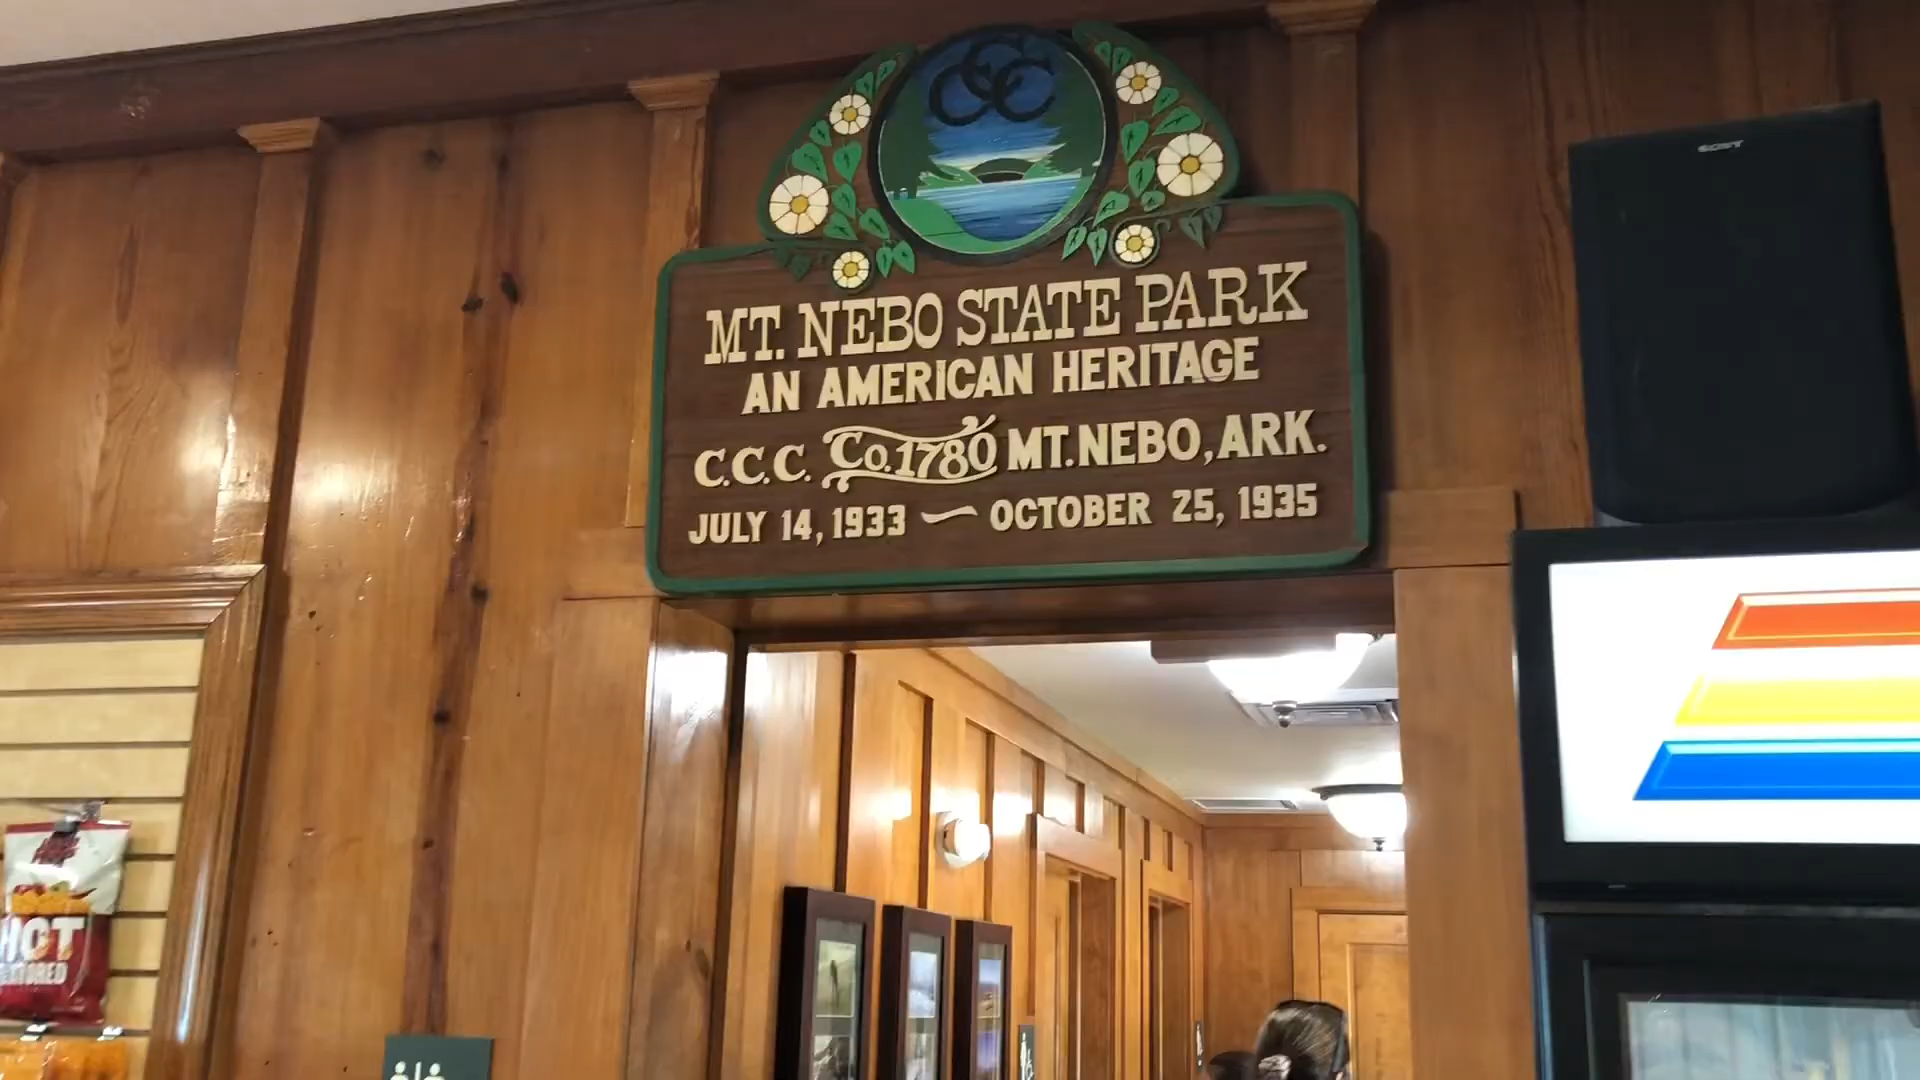 CCC
SONY
MT. NEBO STATE PARK
AN AMERICAN HERITAGE
C.C.C. Co. 1780 MT. NEBO, ARK.
JULY 14, 1933 — OCTOBER 25, 1935
HOT